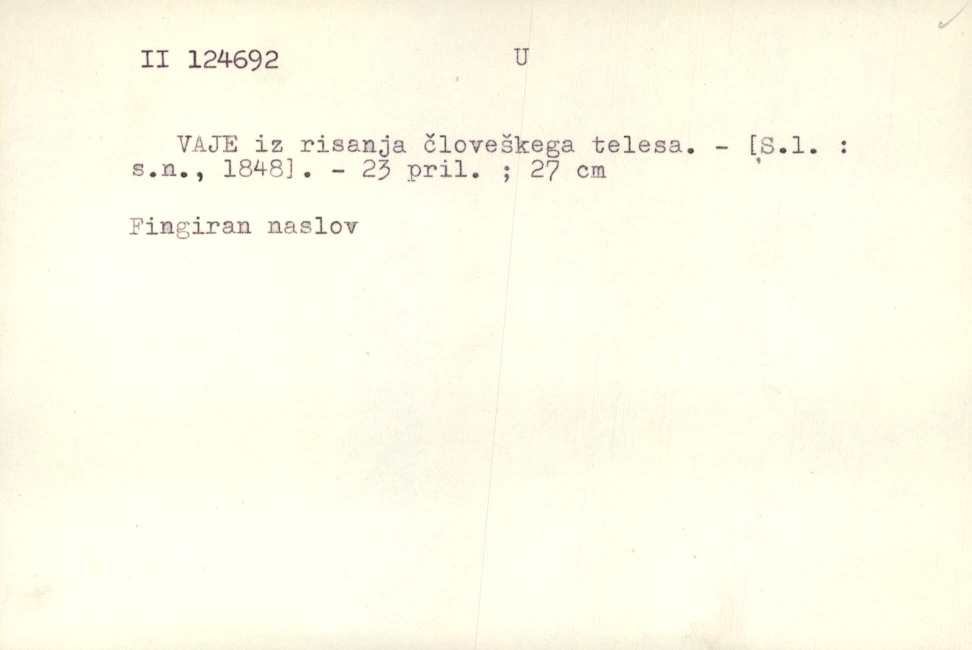 II 124692 U
VAJE iz risanja človeškega telesa. - [S.l. :
s.n., 1848]. - 23 pril. ; 27 cm
Fingiran naslov